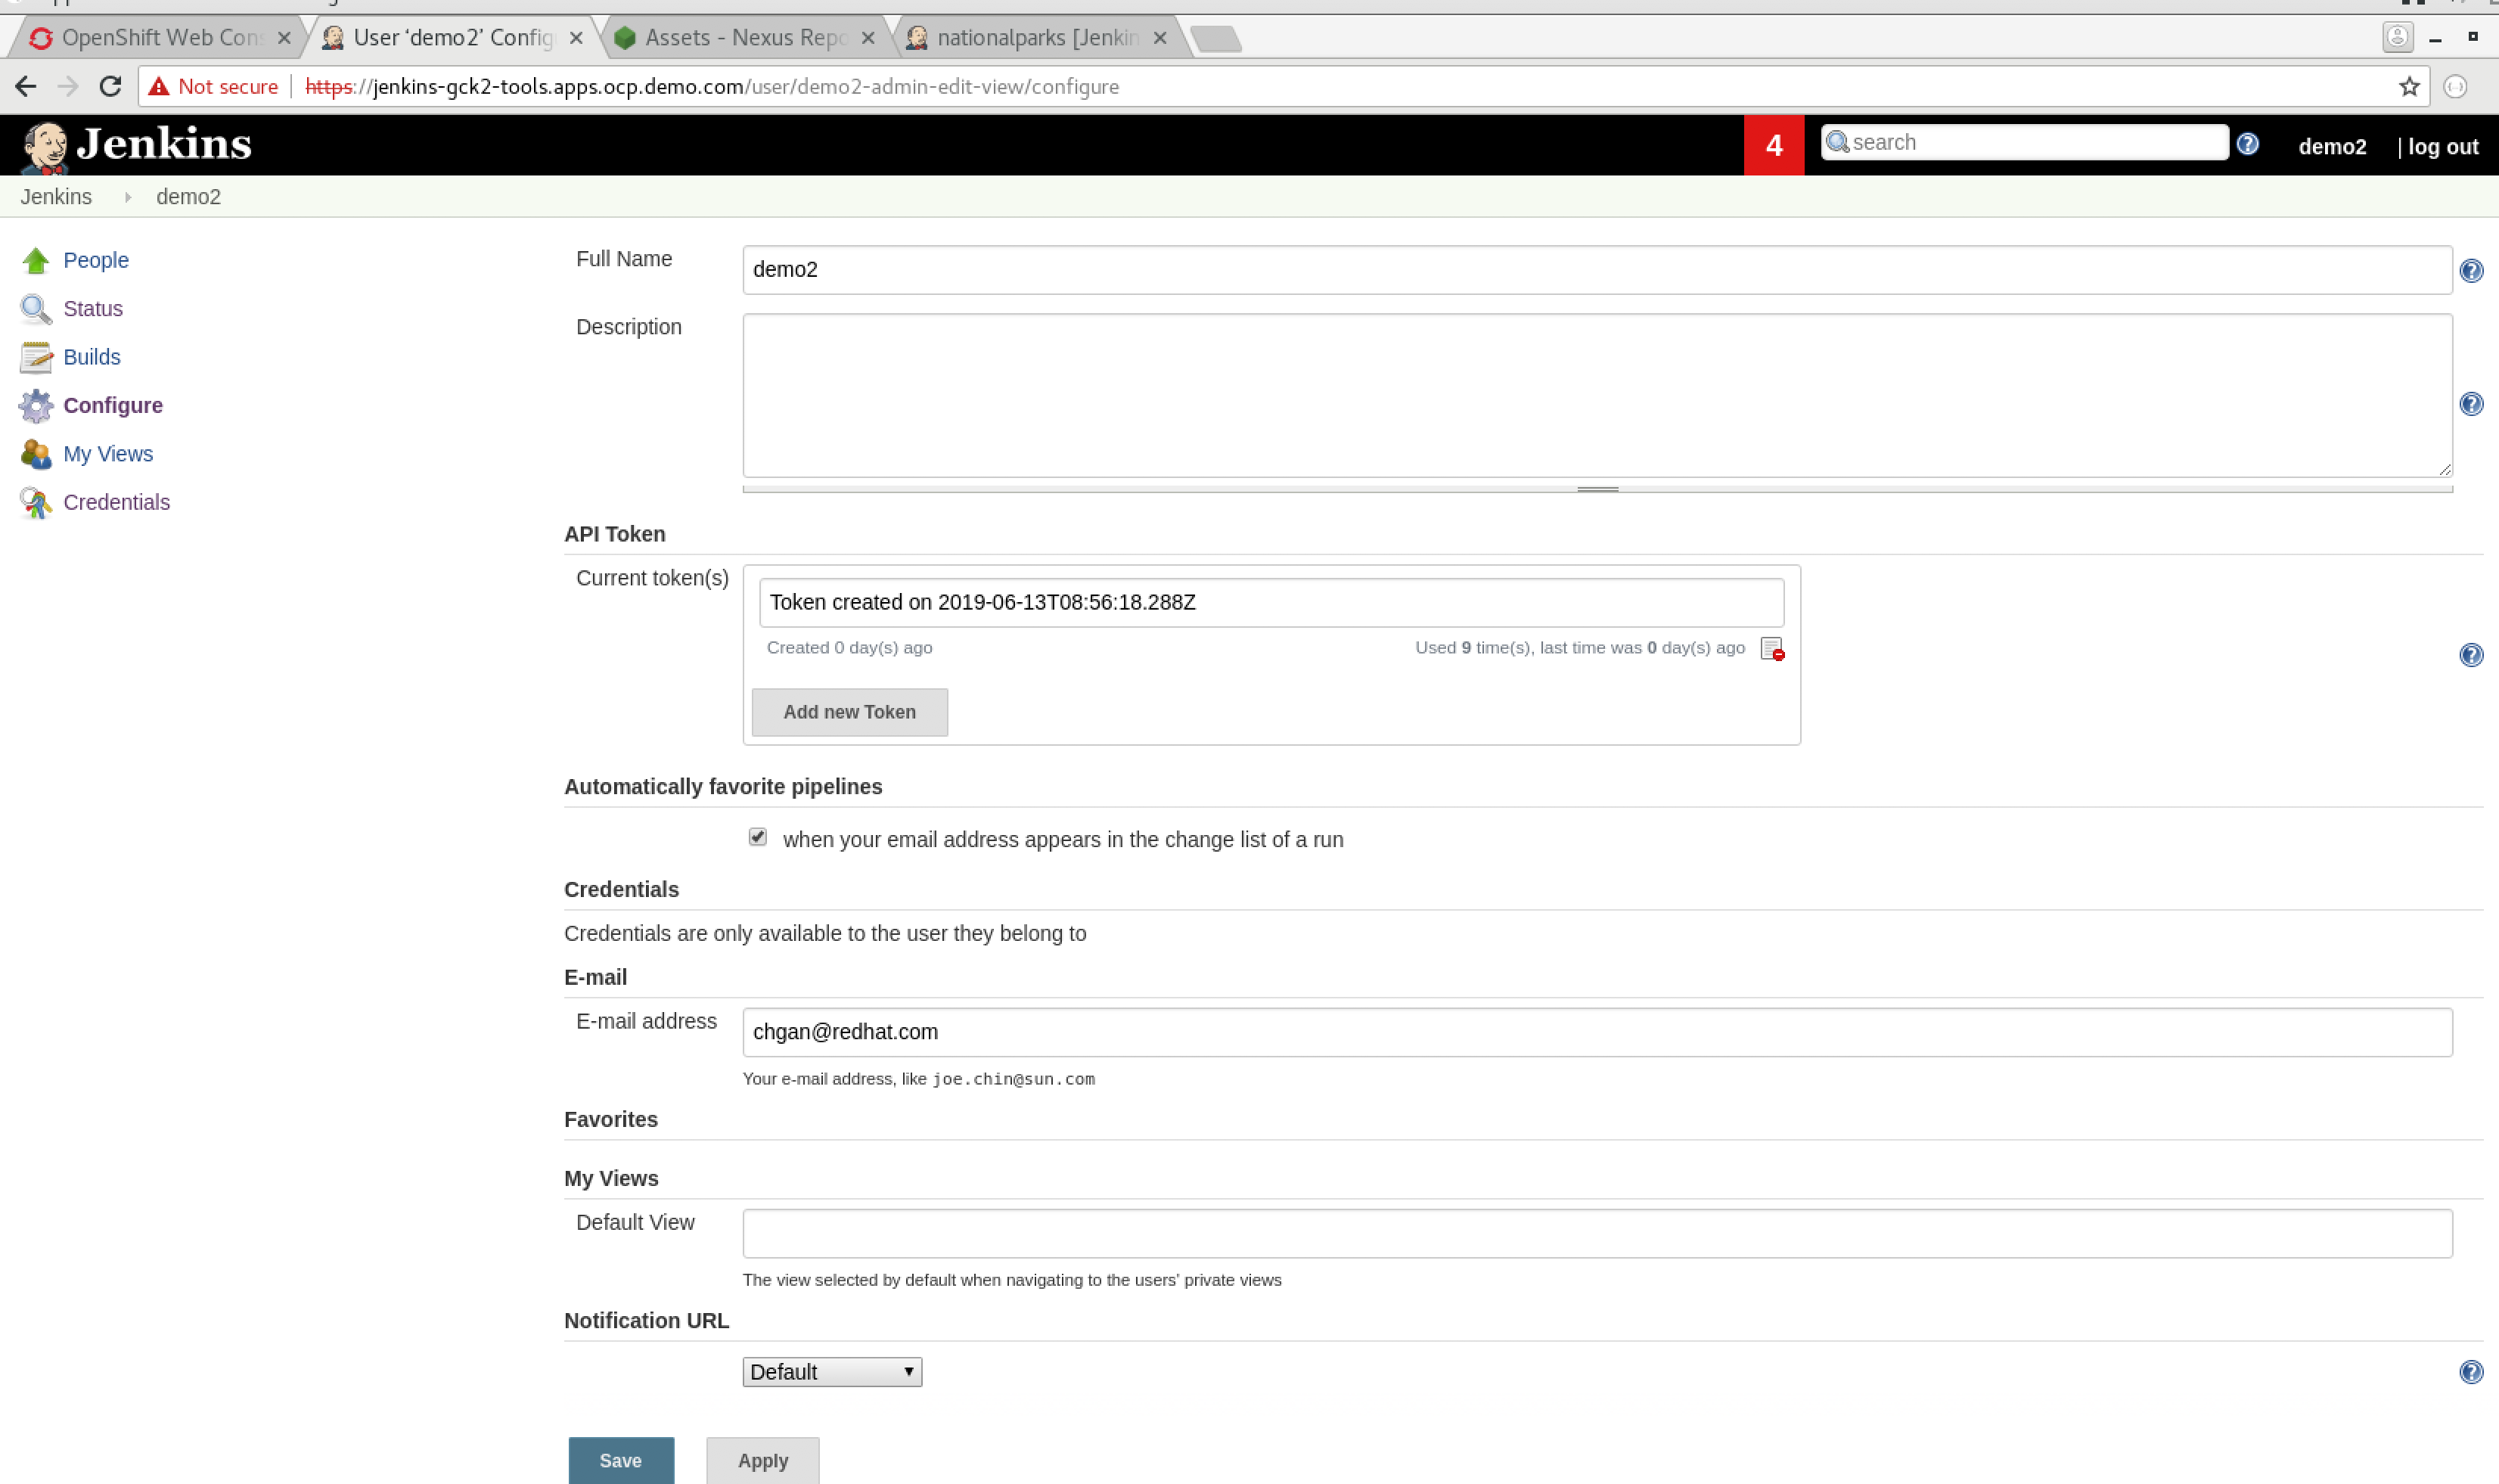 OpenShift Web Cons
User ‘demo2’ Config
Assets - Nexus Repo
nationalparks [Jenkin
Not secure
https://jenkins-gck2-tools.apps.ocp.demo.com/user/demo2-admin-edit-view/configure
Jenkins
4
search
demo2
| log out
Jenkins
demo2
People
Status
Builds
Configure
My Views
Credentials
Full Name
demo2
Description
API Token
Current token(s)
Token created on 2019-06-13T08:56:18.288Z
Created 0 day(s) ago
Used 9 time(s), last time was 0 day(s) ago
Add new Token
Automatically favorite pipelines
when your email address appears in the change list of a run
Credentials
Credentials are only available to the user they belong to
E-mail
E-mail address
chgan@redhat.com
Your e-mail address, like joe.chin@sun.com
Favorites
My Views
Default View
The view selected by default when navigating to the users' private views
Notification URL
Default
Save
Apply